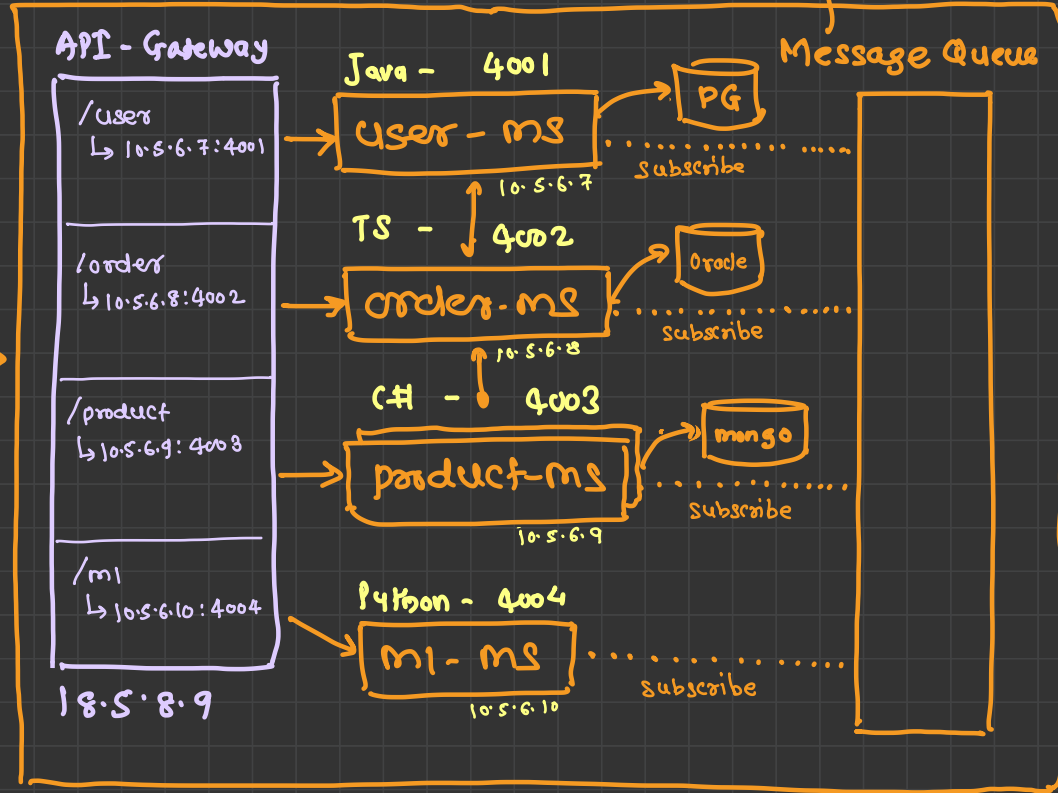 API - Gateway
/user
↳ 10.5.6.7:4001
/order
↳ 10.5.6.8:4002
/product
↳ 10.5.6.9:4003
/ml
↳ 10.5.6.10:4004
18.5.8.9
Java - 4001
user-ms
10.5.6.7
PG
subscribe
TS - 4002
order-ms
10.5.6.8
Oracle
subscribe
C# - 4003
product-ms
10.5.6.9
mongo
subscribe
Python - 4004
ml-ms
10.5.6.10
subscribe
Message Queue